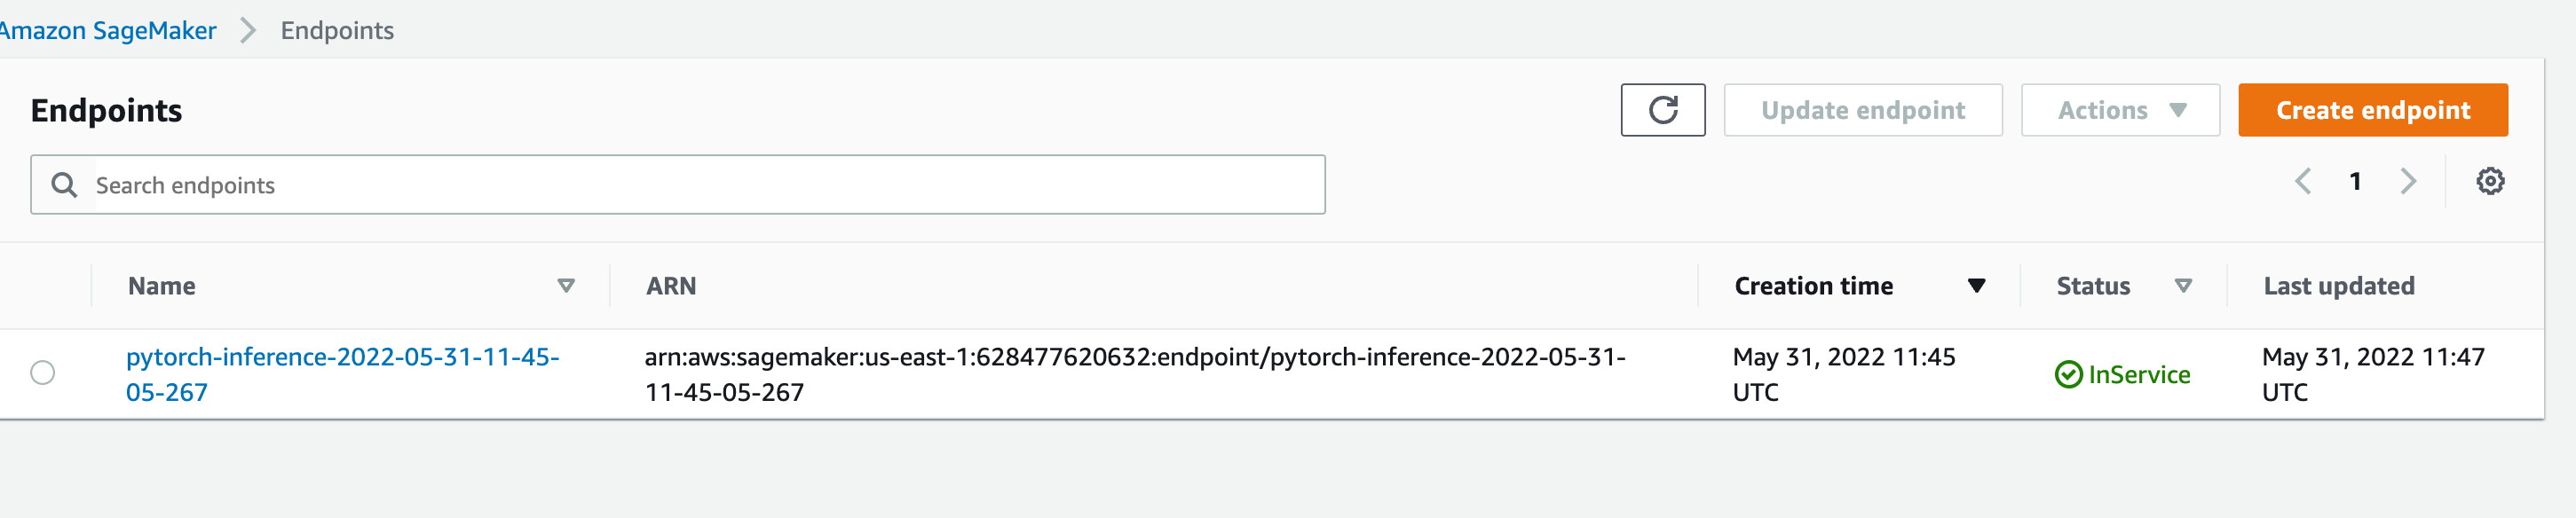 Amazon SageMaker
Endpoints
Endpoints
Update endpoint
Actions
Create endpoint
Search endpoints
1
Name
ARN
Creation time
Status
Last updated
pytorch-inference-2022-05-31-11-45-
05-267
arn:aws:sagemaker:us-east-1:628477620632:endpoint/pytorch-inference-2022-05-31-
11-45-05-267
May 31, 2022 11:45
UTC
InService
May 31, 2022 11:47
UTC